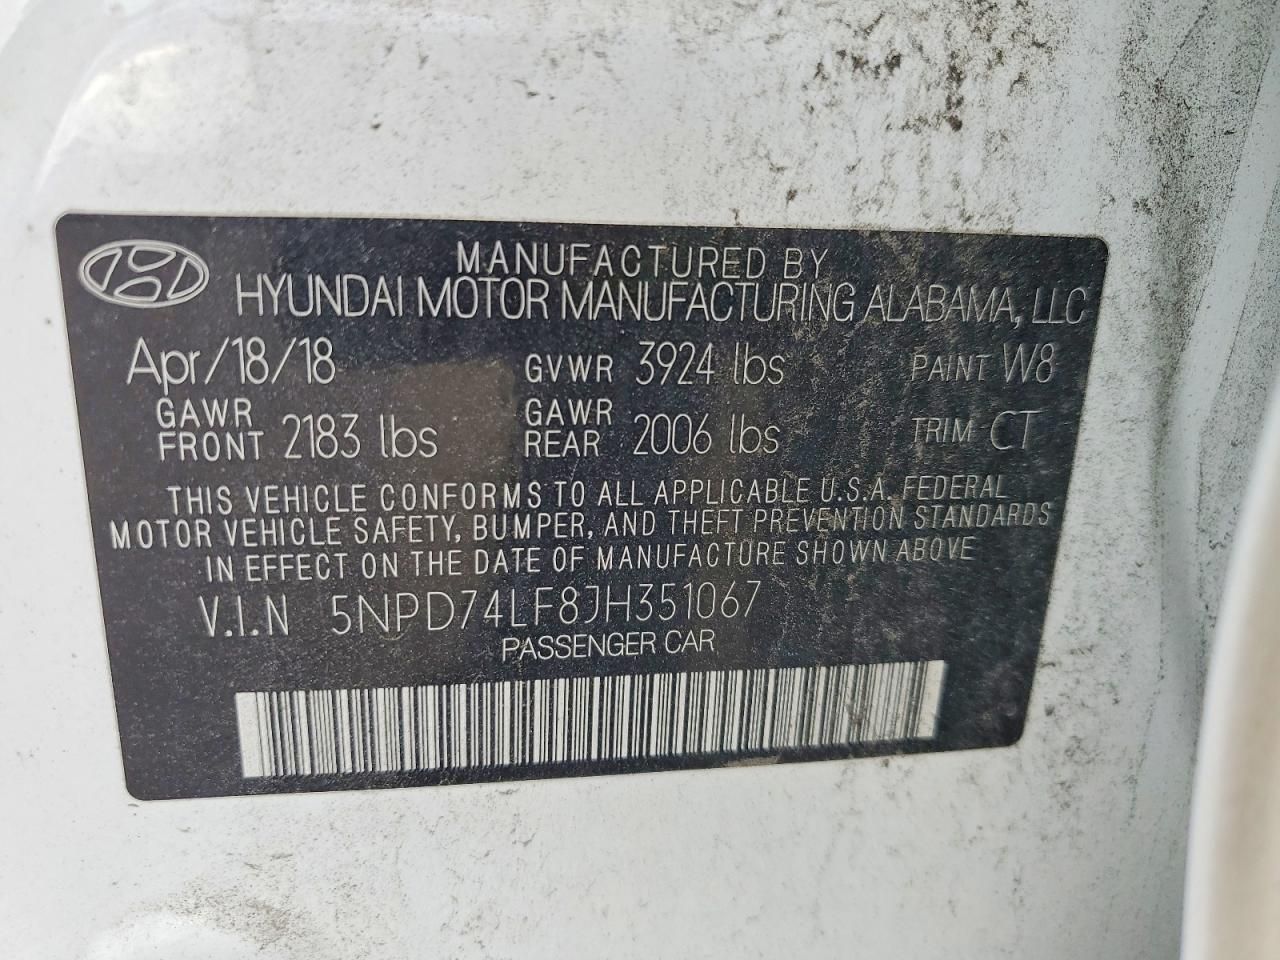 MANUFACTURED BY
HYUNDAI MOTOR MANUFACTURING ALABAMA, LLC
Apr/18/18 GVWR 3924 lbs PAINT W8
GAWR FRONT 2183 lbs GAWR REAR 2006 lbs TRIM CT
THIS VEHICLE CONFORMS TO ALL APPLICABLE U.S.A. FEDERAL
MOTOR VEHICLE SAFETY, BUMPER, AND THEFT PREVENTION STANDARDS
IN EFFECT ON THE DATE OF MANUFACTURE SHOWN ABOVE
V.I.N 5NPD74LF8JH351067
PASSENGER CAR